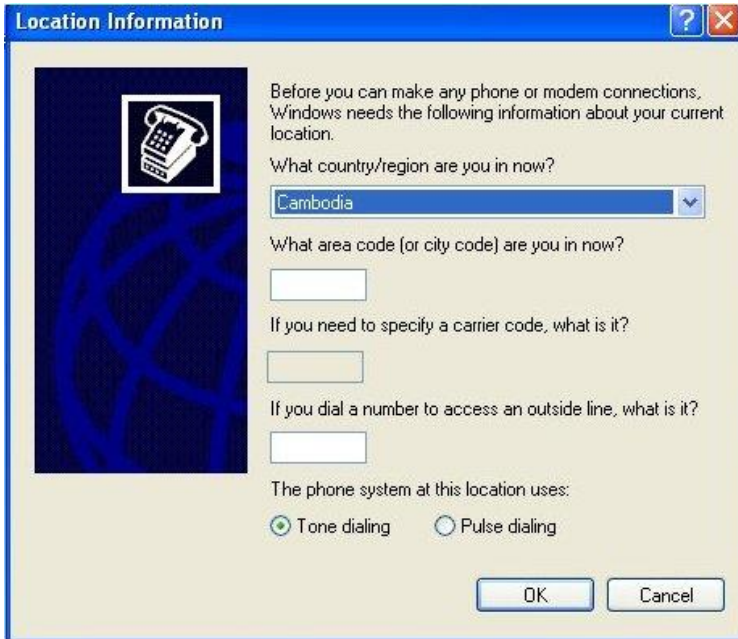 Location Information
Before you can make any phone or modem connections,
Windows needs the following information about your current
location.
What country/region are you in now?
Cambodia
What area code (or city code) are you in now?
If you need to specify a carrier code, what is it?
If you dial a number to access an outside line, what is it?
The phone system at this location uses:
Tone dialing Pulse dialing
OK Cancel